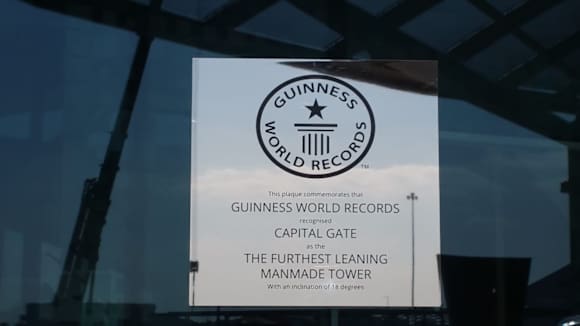 GUINNESS
WORLD RECORDS
TM
This plaque commemorates that
GUINNESS WORLD RECORDS
recognised
CAPITAL GATE
as the
THE FURTHEST LEANING
MANMADE TOWER
With an inclination of 18 degrees